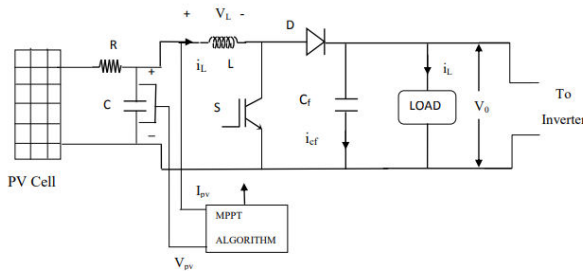 + V_L -
D
R
i_L L
i_L
+
C
S
C_f
LOAD
V_0
To
Inverter
–
i_cf
PV Cell
I_pv
MPPT
ALGORITHM
V_pv